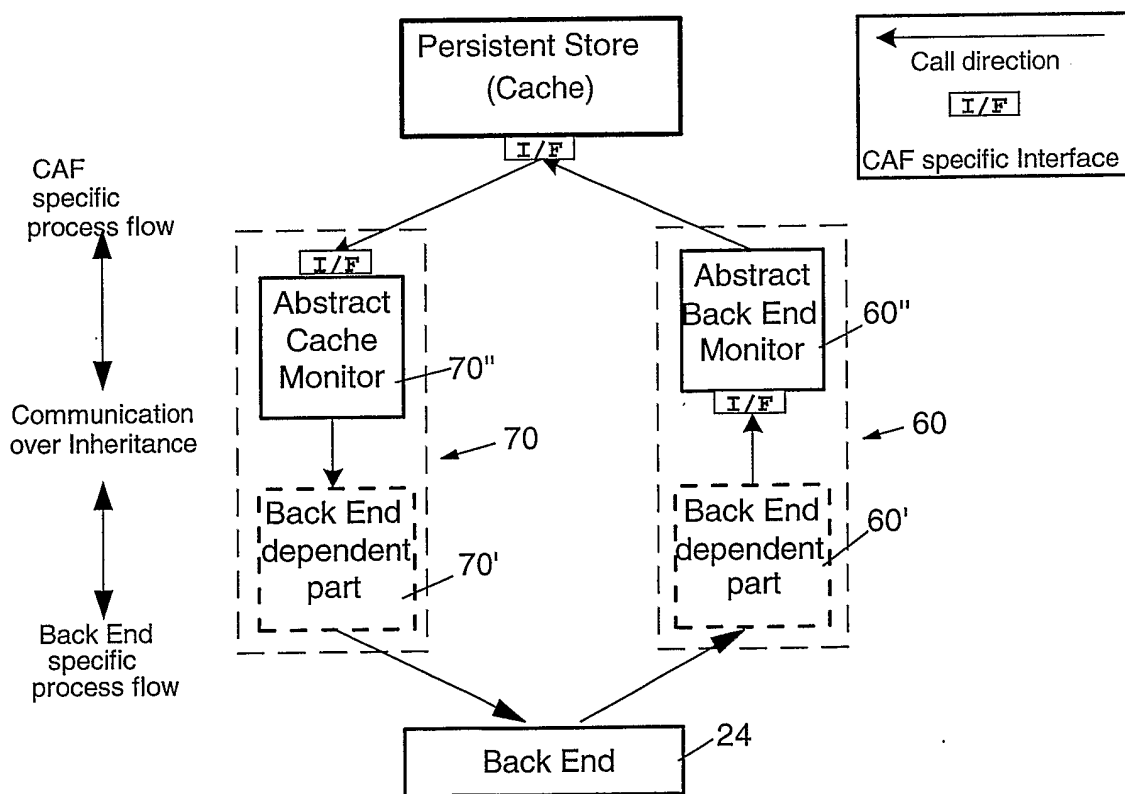 Persistent Store
(Cache)
I/F
Call direction
I/F
CAF specific Interface
CAF
specific
process flow
Communication
over Inheritance
Back End
specific
process flow
I/F
Abstract
Cache
Monitor
70"
70
Back End
dependent
part
70'
Abstract
Back End
Monitor
60"
I/F
60
Back End
dependent
part
60'
Back End
24